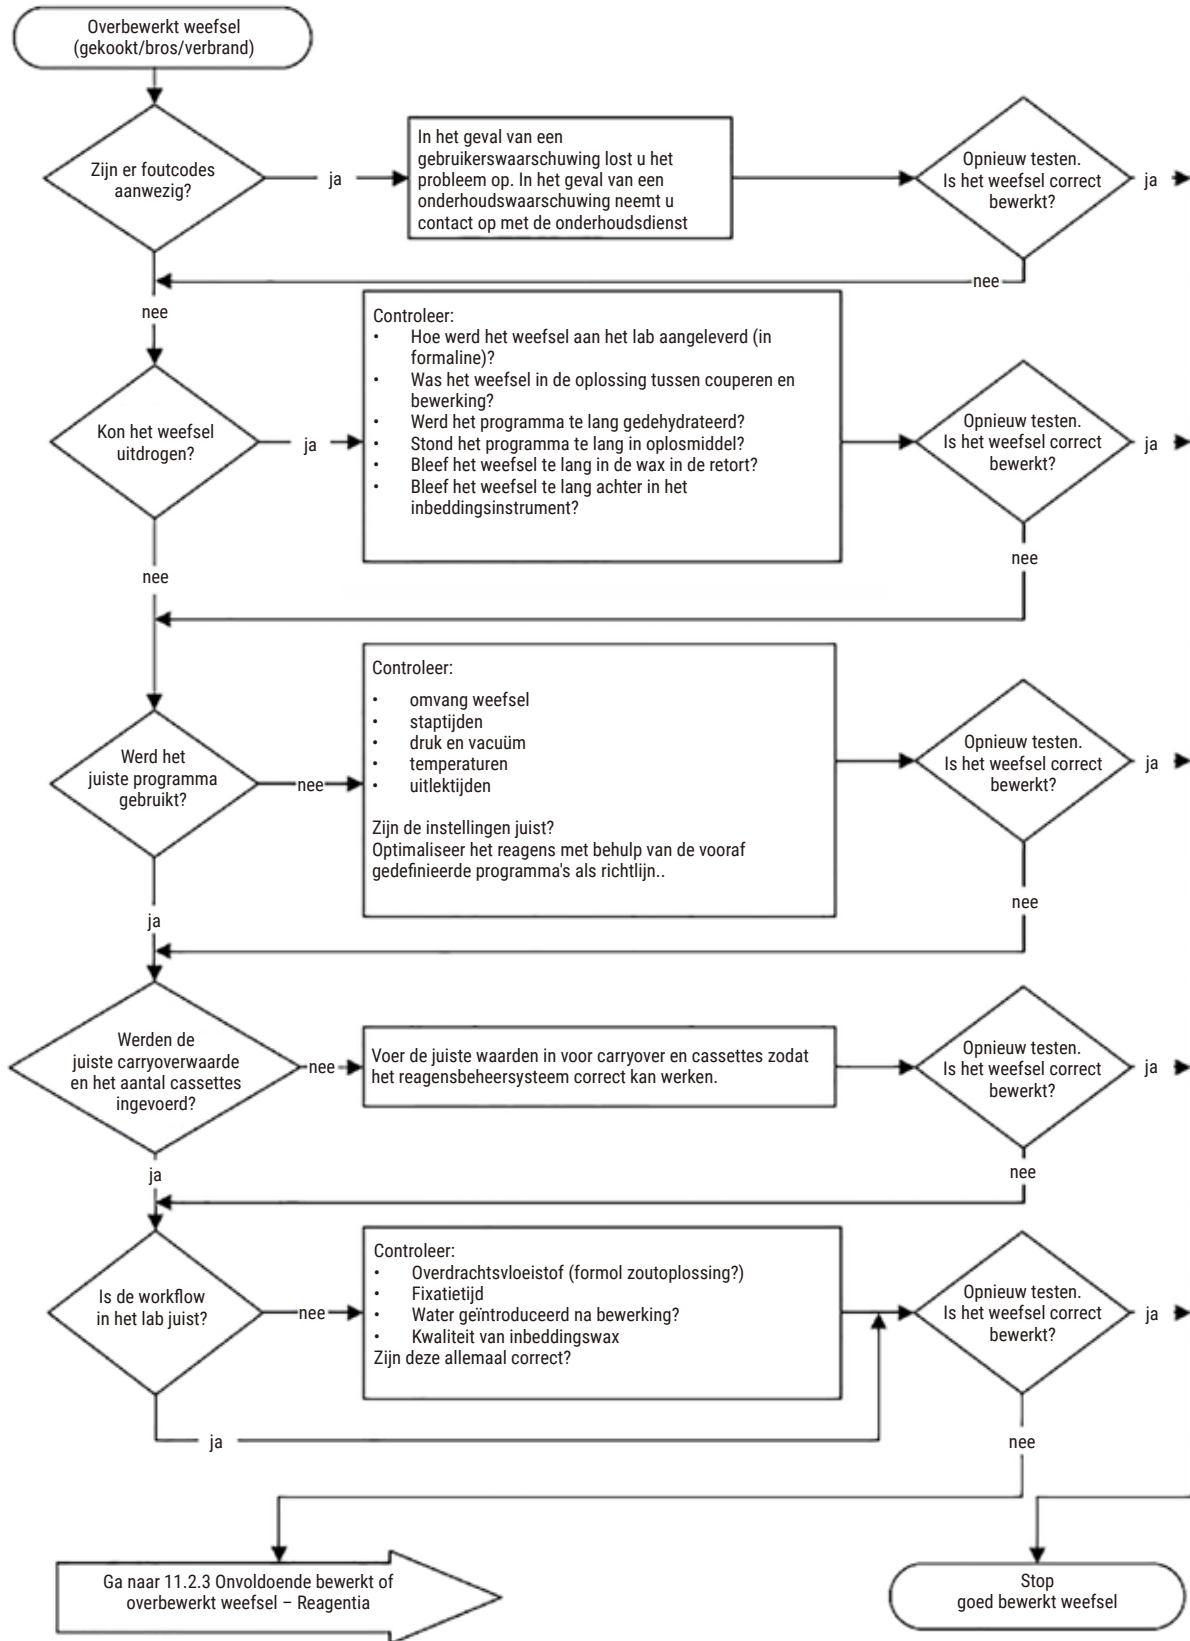 Overbewerkt weefsel
(gekookt/bros/verbrand)
Zijn er foutcodes
aanwezig?
ja
In het geval van een
gebruikerswaarschuwing lost u het
probleem op. In het geval van een
onderhoudswaarschuwing neemt u
contact op met de onderhoudsdienst
Opnieuw testen.
Is het weefsel correct
bewerkt?
ja
nee
nee
Kon het weefsel
uitdrogen?
ja
Controleer:
• Hoe werd het weefsel aan het lab aangeleverd (in
formaline)?
• Was het weefsel in de oplossing tussen couperen en
bewerking?
• Werd het programma te lang gedehydrateerd?
• Stond het programma te lang in oplosmiddel?
• Bleef het weefsel te lang in de wax in de retort?
• Bleef het weefsel te lang achter in het
inbeddingsinstrument?
Opnieuw testen.
Is het weefsel correct
bewerkt?
ja
nee
nee
Werd het
juiste programma
gebruikt?
nee
Controleer:
• omvang weefsel
• staptijden
• druk en vacuüm
• temperaturen
• uitlektijden
Zijn de instellingen juist?
Optimaliseer het reagens met behulp van de vooraf
gedefinieerde programma's als richtlijn..
Opnieuw testen.
Is het weefsel correct
bewerkt?
ja
nee
ja
Werden de
juiste carryoverwaarde
en het aantal cassettes
ingevoerd?
nee
Voer de juiste waarden in voor carryover en cassettes zodat
het reagensbeheersysteem correct kan werken.
Opnieuw testen.
Is het weefsel correct
bewerkt?
ja
nee
ja
Is de workflow
in het lab juist?
nee
Controleer:
• Overdrachtsvloeistof (formol zoutoplossing?)
• Fixatietijd
• Water geïntroduceerd na bewerking?
• Kwaliteit van inbeddingswax
Zijn deze allemaal correct?
Opnieuw testen.
Is het weefsel correct
bewerkt?
ja
ja
nee
Ga naar 11.2.3 Onvoldoende bewerkt of
overbewerkt weefsel – Reagentia
Stop
goed bewerkt weefsel